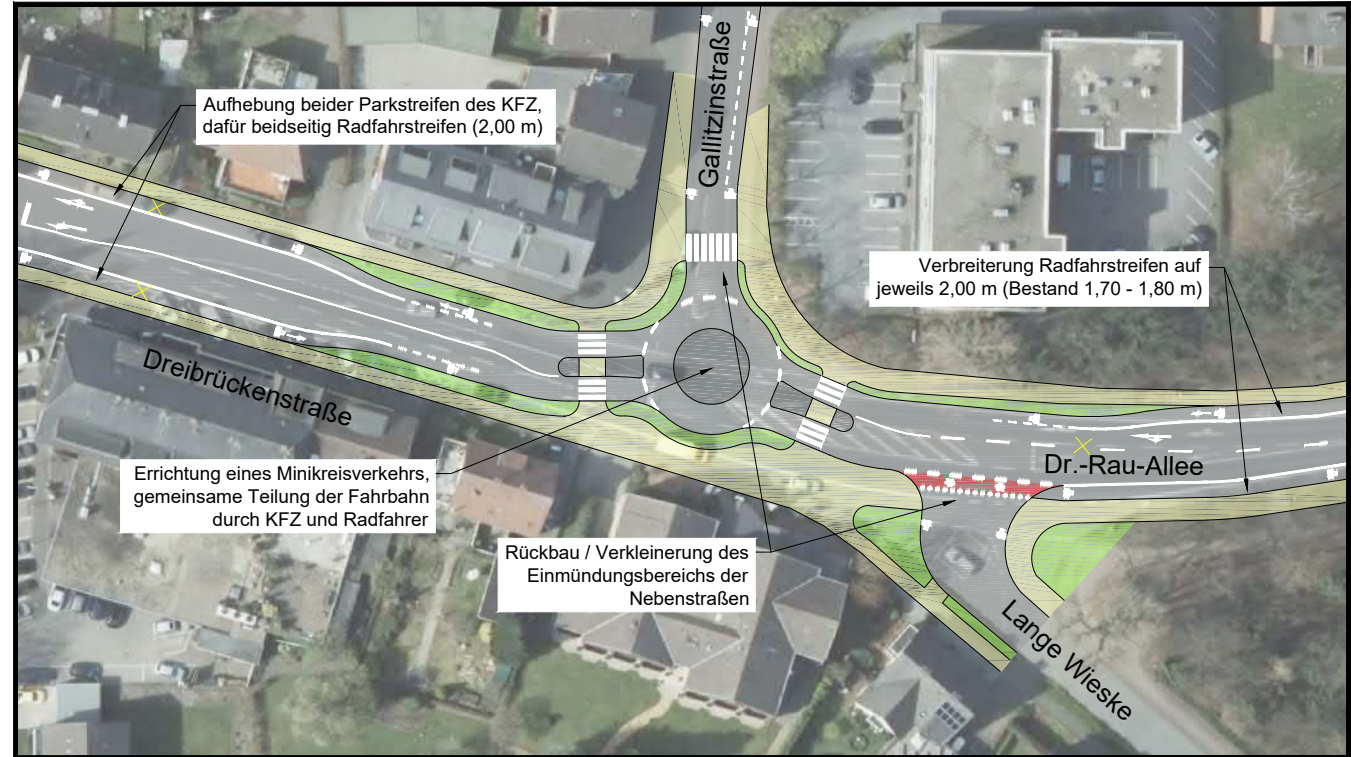 Gallitzinstraße
Aufhebung beider Parkstreifen des KFZ,
dafür beidseitig Radfahrstreifen (2,00 m)
Verbreiterung Radfahrstreifen auf
jeweils 2,00 m (Bestand 1,70 - 1,80 m)
Dreibrückenstraße
Dr.-Rau-Allee
Errichtung eines Minikreisverkehrs,
gemeinsame Teilung der Fahrbahn
durch KFZ und Radfahrer
Rückbau / Verkleinerung des
Einmündungsbereichs der
Nebenstraßen
Lange Wieske